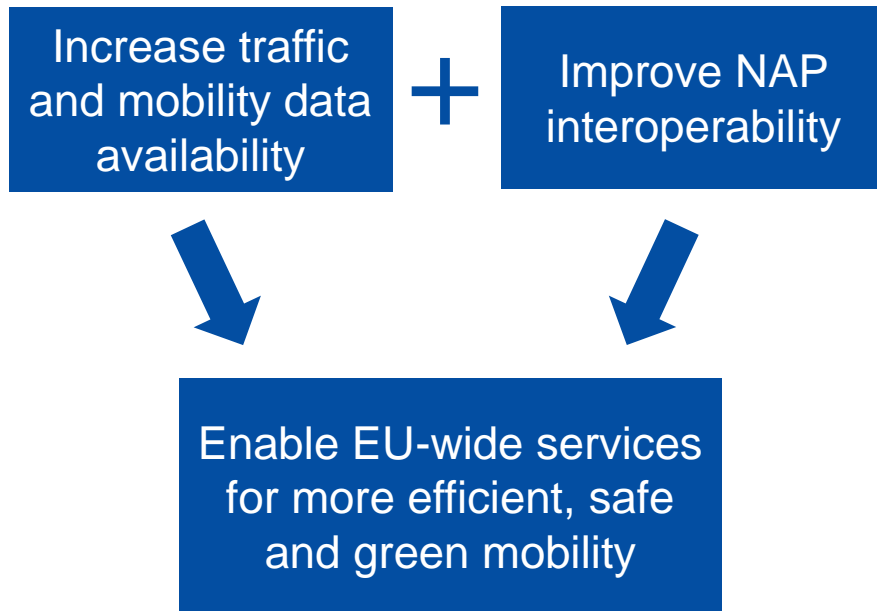 Increase traffic
and mobility data
availability
+
Improve NAP
interoperability
Enable EU-wide services
for more efficient, safe
and green mobility